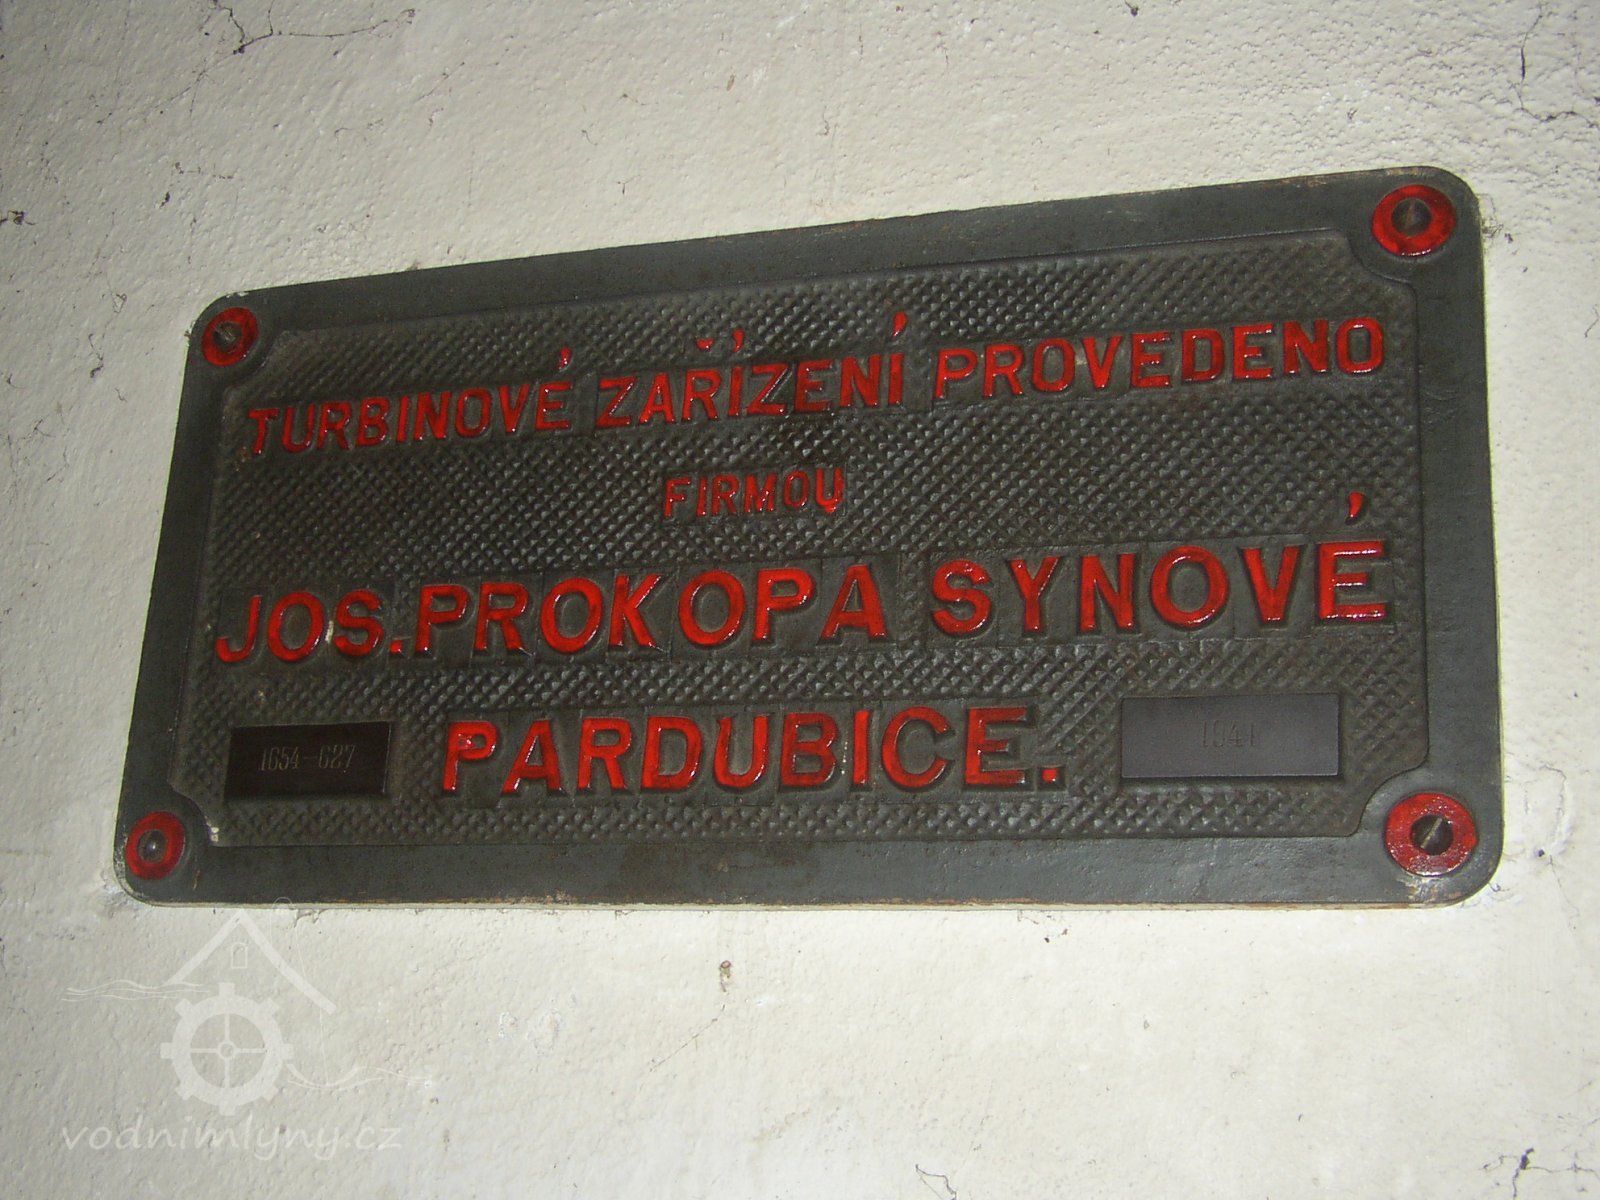 TURBINOVÉ ZAŘÍZENÍ PROVEDENO
FIRMOU
JOS. PROKOPA SYNOVÉ
1654-627 PARDUBICE. 1941
vodnimlyny.cz